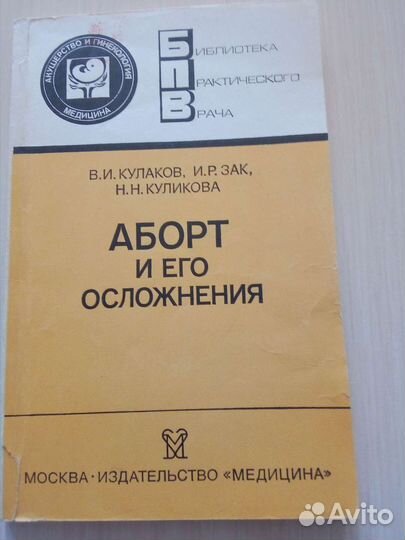 АКУШЕРСТВО И ГИНЕКОЛОГИЯ
МЕДИЦИНА
БИБЛИОТЕКА
ПРАКТИЧЕСКОГО
ВРАЧА
В.И.КУЛАКОВ, И.Р.ЗАК,
Н.Н.КУЛИКОВА
АБОРТ
И ЕГО
ОСЛОЖНЕНИЯ
МОСКВА·ИЗДАТЕЛЬСТВО «МЕДИЦИНА»
Avito